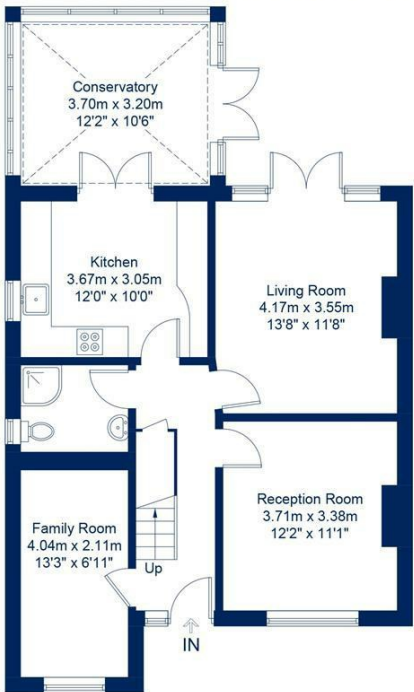 Conservatory
3.70m x 3.20m
12'2" x 10'6"
Kitchen
3.67m x 3.05m
12'0" x 10'0"
Living Room
4.17m x 3.55m
13'8" x 11'8"
Reception Room
3.71m x 3.38m
12'2" x 11'1"
Family Room
4.04m x 2.11m
13'3" x 6'11"
Up
IN